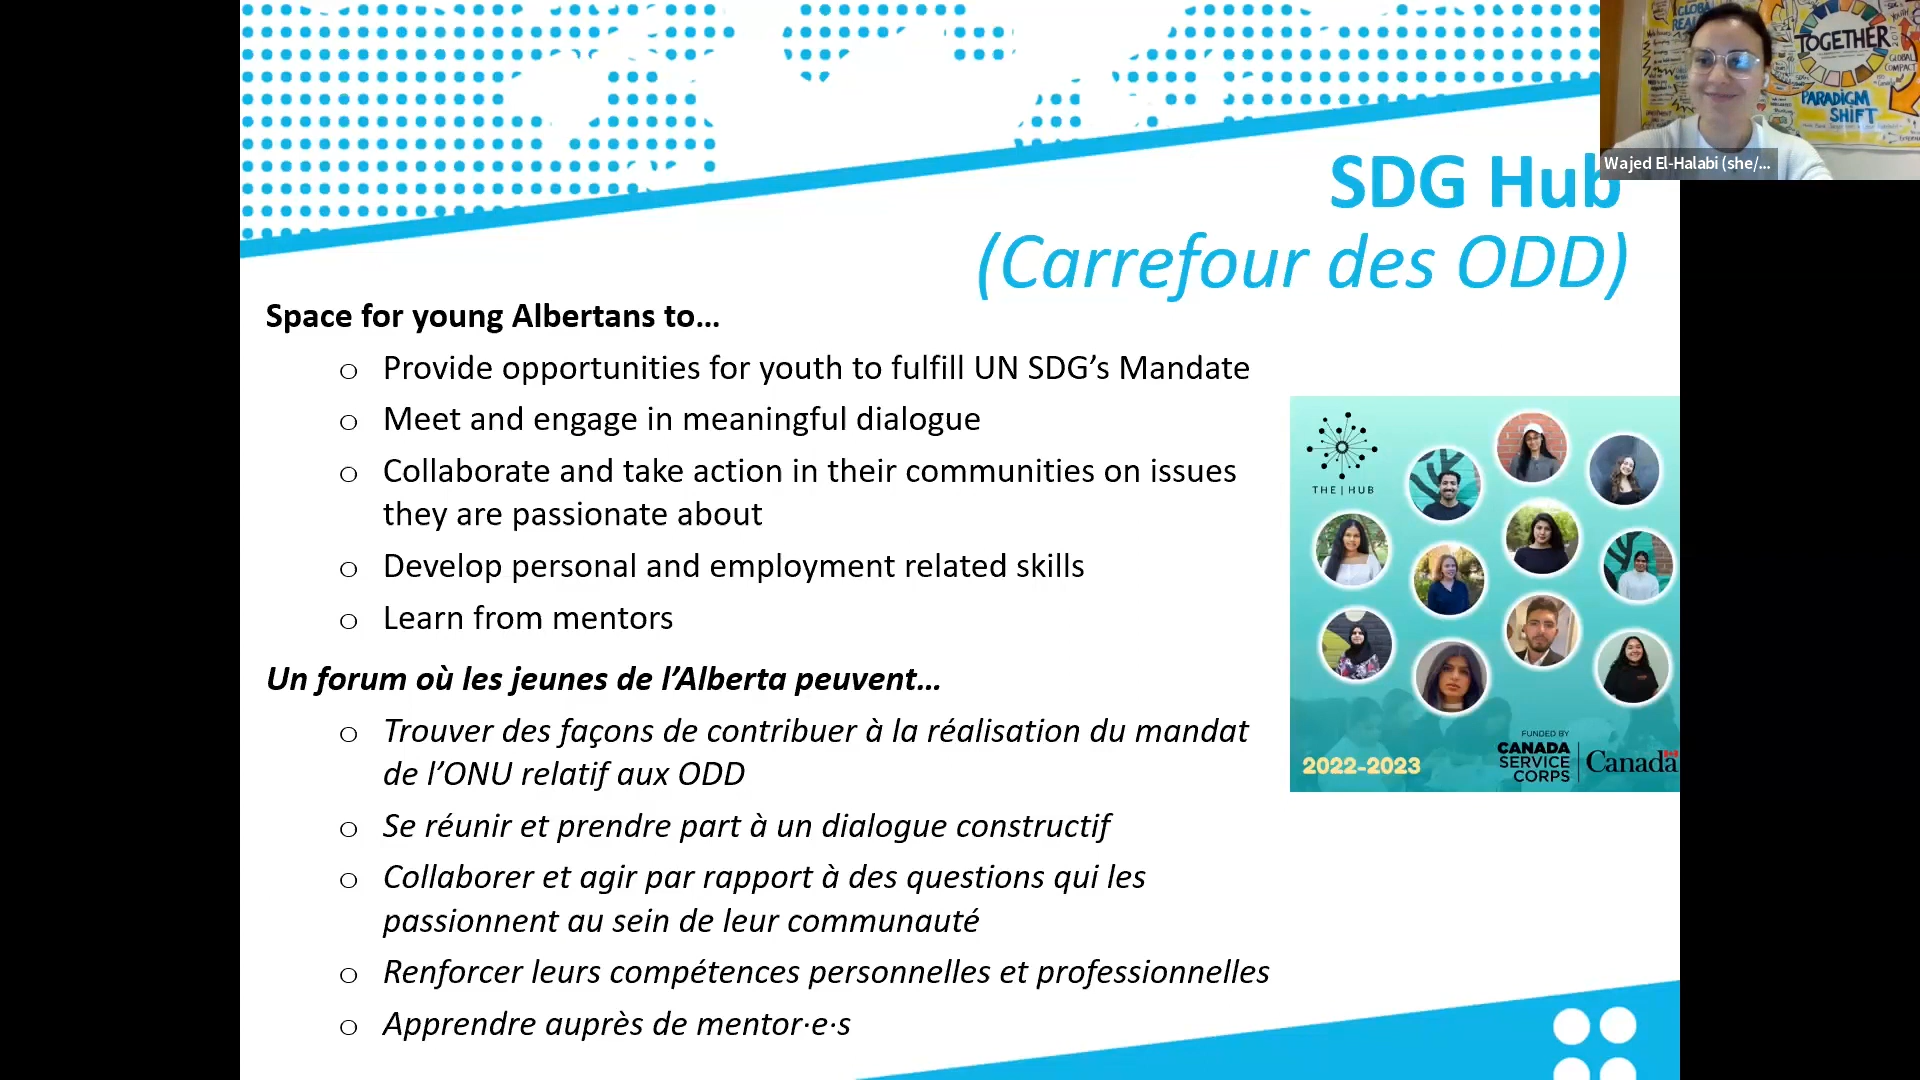 GLOBAL
TOGETHER
GLOBAL
COMPACT
PARADIGM
SHIFT
Wajed El-Halabi (she/...
SDG Hub
(Carrefour des ODD)
Space for young Albertans to...
Provide opportunities for youth to fulfill UN SDG’s Mandate
Meet and engage in meaningful dialogue
Collaborate and take action in their communities on issues
they are passionate about
Develop personal and employment related skills
Learn from mentors
Un forum où les jeunes de l’Alberta peuvent...
Trouver des façons de contribuer à la réalisation du mandat
de l’ONU relatif aux ODD
Se réunir et prendre part à un dialogue constructif
Collaborer et agir par rapport à des questions qui les
passionnent au sein de leur communauté
Renforcer leurs compétences personnelles et professionnelles
Apprendre auprès de mentor·e·s
THE | HUB
2022-2023
FUNDED BY
CANADA
SERVICE
CORPS
Canada